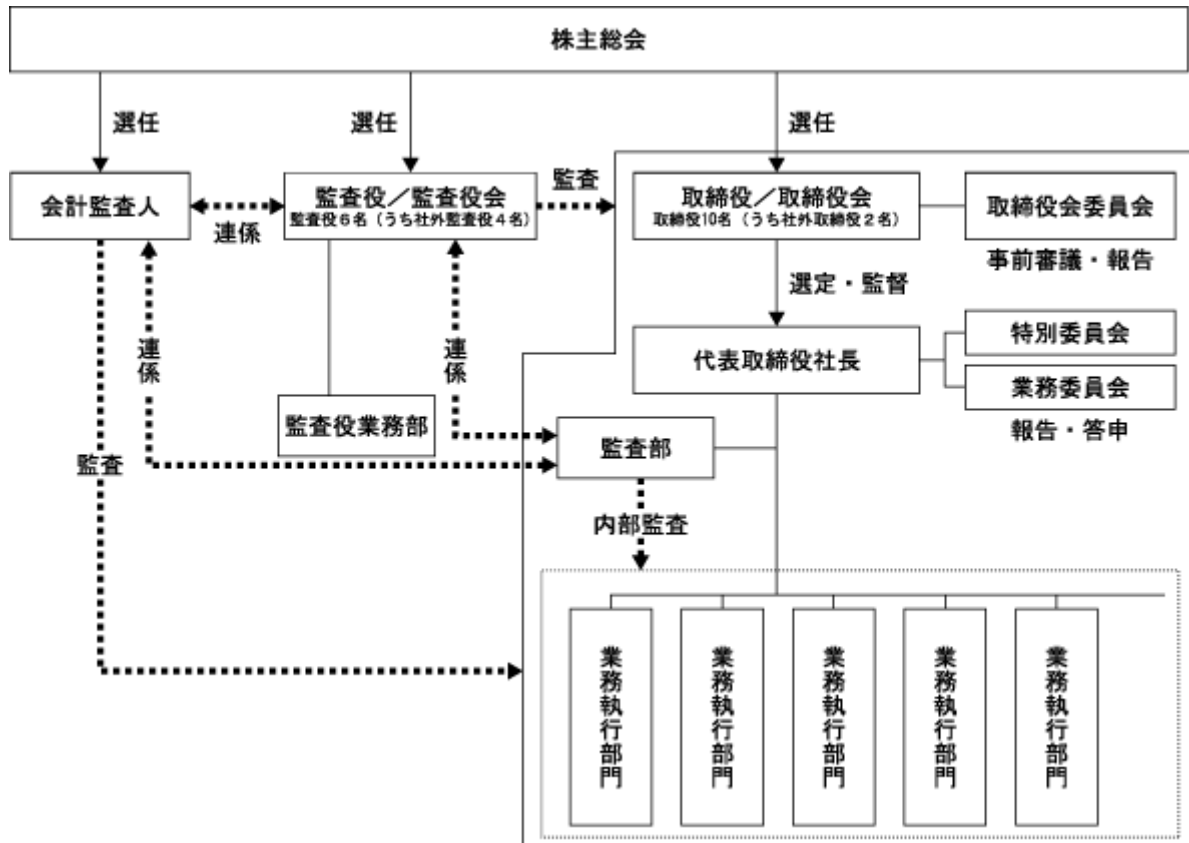 株主総会
選任
選任
選任
会計監査人
連係
監査役／監査役会
監査役６名（うち社外監査役４名）
監査
取締役／取締役会
取締役10名（うち社外取締役２名）
取締役会委員会
事前審議・報告
選定・監督
連係
連係
代表取締役社長
特別委員会
業務委員会
報告・答申
監査役業務部
監査部
監査
内部監査
業務執行部門
業務執行部門
業務執行部門
業務執行部門
業務執行部門